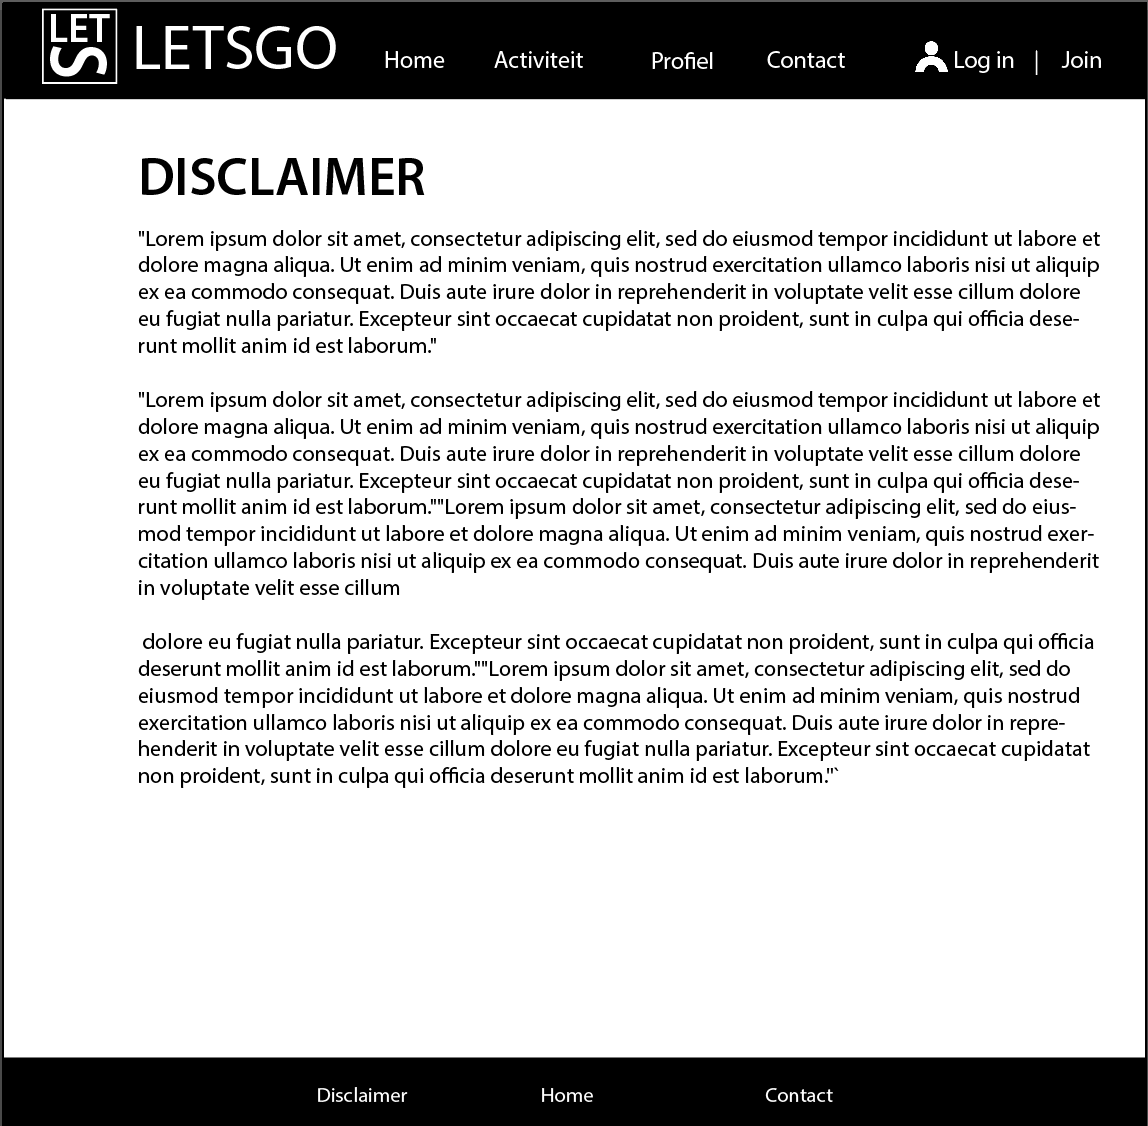 LET
S
LETSGO Home Activiteit Profiel Contact Log in | Join
DISCLAIMER
"Lorem ipsum dolor sit amet, consectetur adipiscing elit, sed do eiusmod tempor incididunt ut labore et
dolore magna aliqua. Ut enim ad minim veniam, quis nostrud exercitation ullamco laboris nisi ut aliquip
ex ea commodo consequat. Duis aute irure dolor in reprehenderit in voluptate velit esse cillum dolore
eu fugiat nulla pariatur. Excepteur sint occaecat cupidatat non proident, sunt in culpa qui officia dese-
runt mollit anim id est laborum."
"Lorem ipsum dolor sit amet, consectetur adipiscing elit, sed do eiusmod tempor incididunt ut labore et
dolore magna aliqua. Ut enim ad minim veniam, quis nostrud exercitation ullamco laboris nisi ut aliquip
ex ea commodo consequat. Duis aute irure dolor in reprehenderit in voluptate velit esse cillum dolore
eu fugiat nulla pariatur. Excepteur sint occaecat cupidatat non proident, sunt in culpa qui officia dese-
runt mollit anim id est laborum.""Lorem ipsum dolor sit amet, consectetur adipiscing elit, sed do eius-
mod tempor incididunt ut labore et dolore magna aliqua. Ut enim ad minim veniam, quis nostrud exer-
citation ullamco laboris nisi ut aliquip ex ea commodo consequat. Duis aute irure dolor in reprehenderit
in voluptate velit esse cillum
dolore eu fugiat nulla pariatur. Excepteur sint occaecat cupidatat non proident, sunt in culpa qui officia
deserunt mollit anim id est laborum.""Lorem ipsum dolor sit amet, consectetur adipiscing elit, sed do
eiusmod tempor incididunt ut labore et dolore magna aliqua. Ut enim ad minim veniam, quis nostrud
exercitation ullamco laboris nisi ut aliquip ex ea commodo consequat. Duis aute irure dolor in repre-
henderit in voluptate velit esse cillum dolore eu fugiat nulla pariatur. Excepteur sint occaecat cupidatat
non proident, sunt in culpa qui officia deserunt mollit anim id est laborum."`
Disclaimer Home Contact